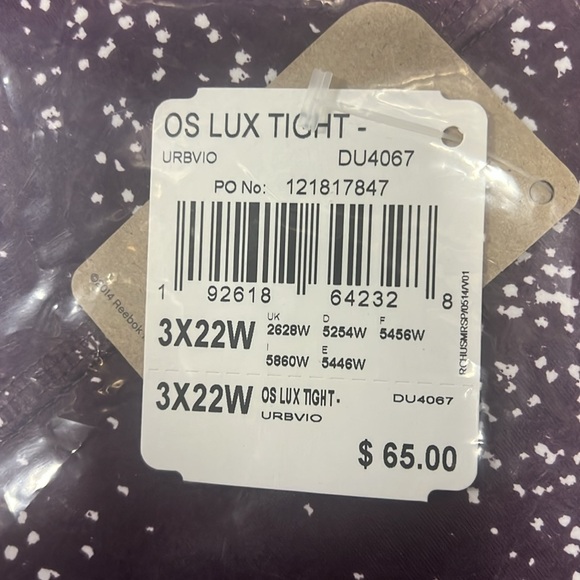 OS LUX TIGHT -
URBVIO DU4067
PO No: 121817847
1 92618 64232 8
3X22W UK 2628W D 5254W F 5456W
I 5860W E 5446W
3X22W OS LUX TIGHT - DU4067
URBVIO
$ 65.00
©2014 Reebok